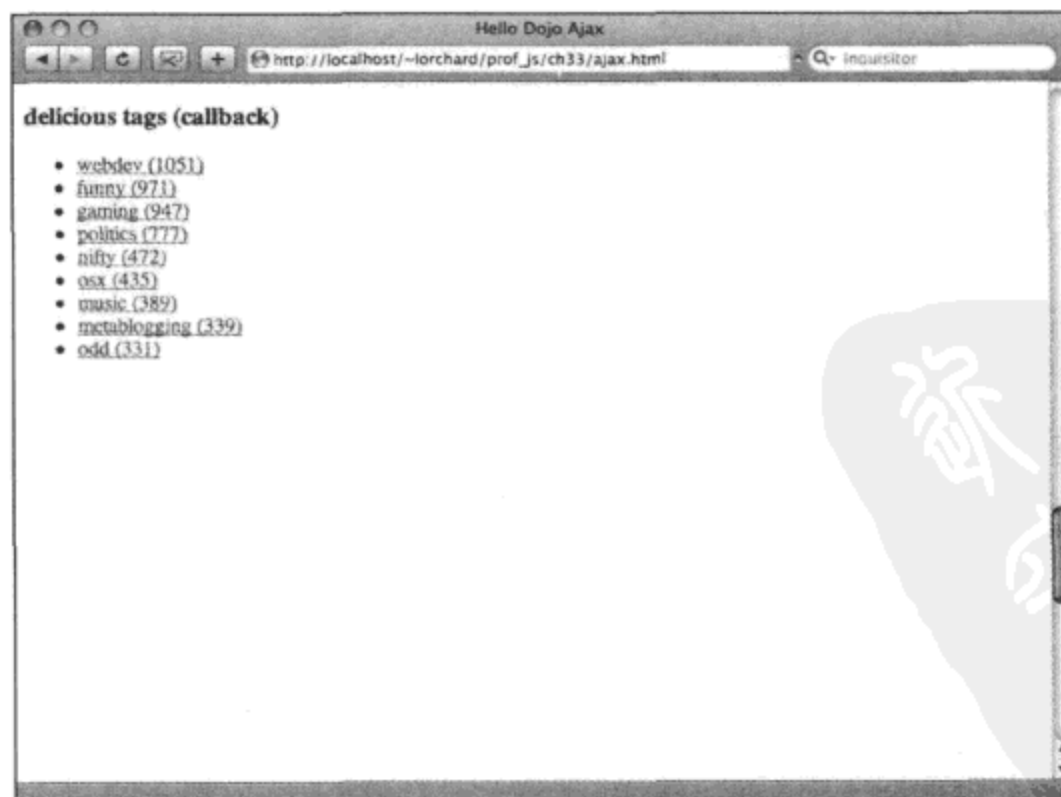 Hello Dojo Ajax
http://localhost/~lorchard/prof_js/ch33/ajax.html
inquisitor
delicious tags (callback)
• webdev (1051)
• funny (971)
• gaming (947)
• politics (777)
• nifty (472)
• osx (435)
• music (389)
• metablogging (339)
• odd (331)